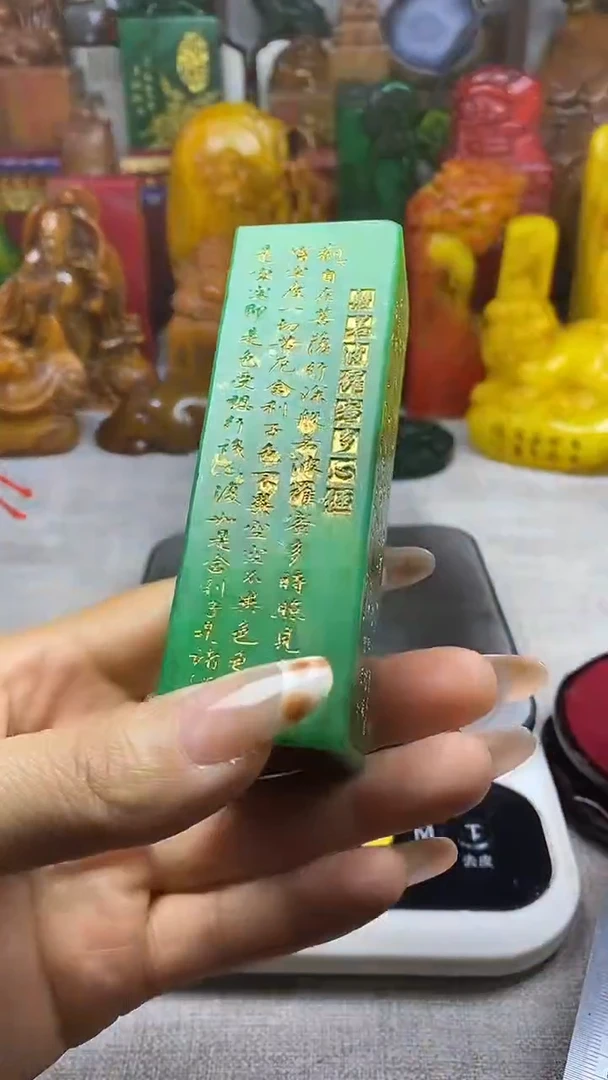 般若波羅蜜多心經
觀自在菩薩行深般若波羅蜜多時照見
皆空度一切苦厄舍利子色不異空空不異色色
是空空即是色受想行識亦復如是舍利子是諸
M T
去皮